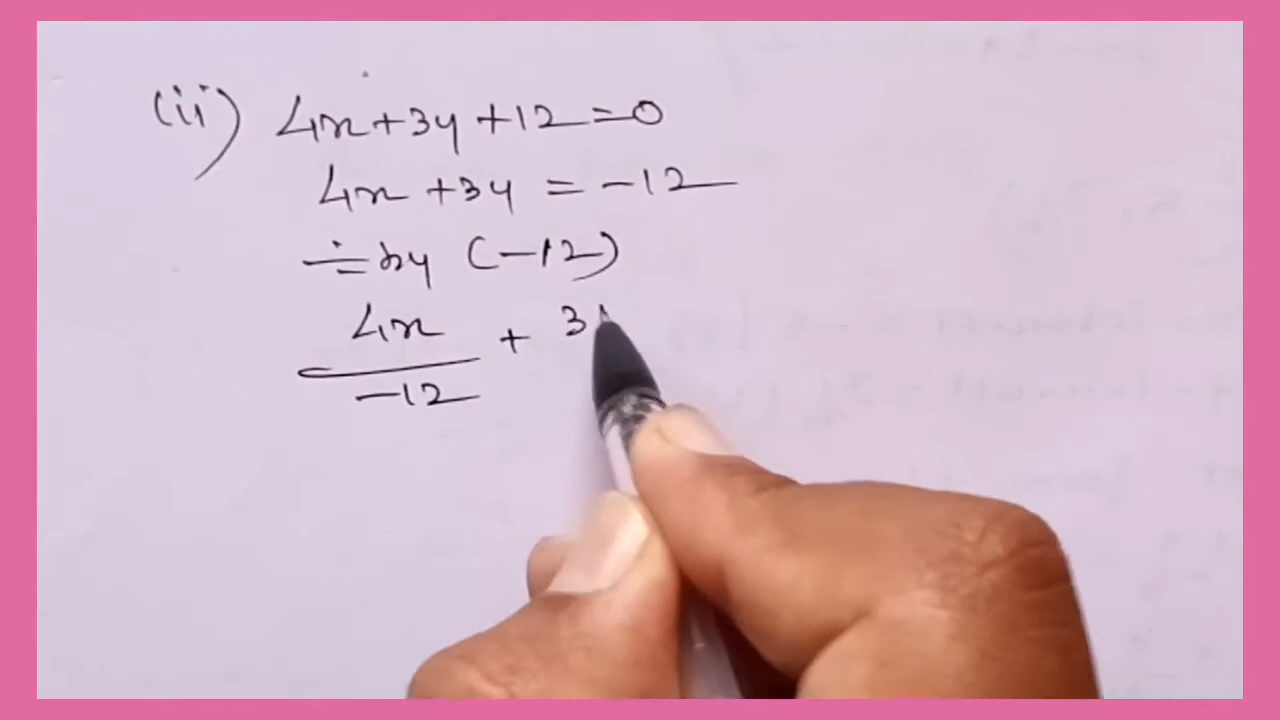 (ii) 4x+3y+12=0
4x+3y = -12
÷ by (-12)
4x/-12 + 3